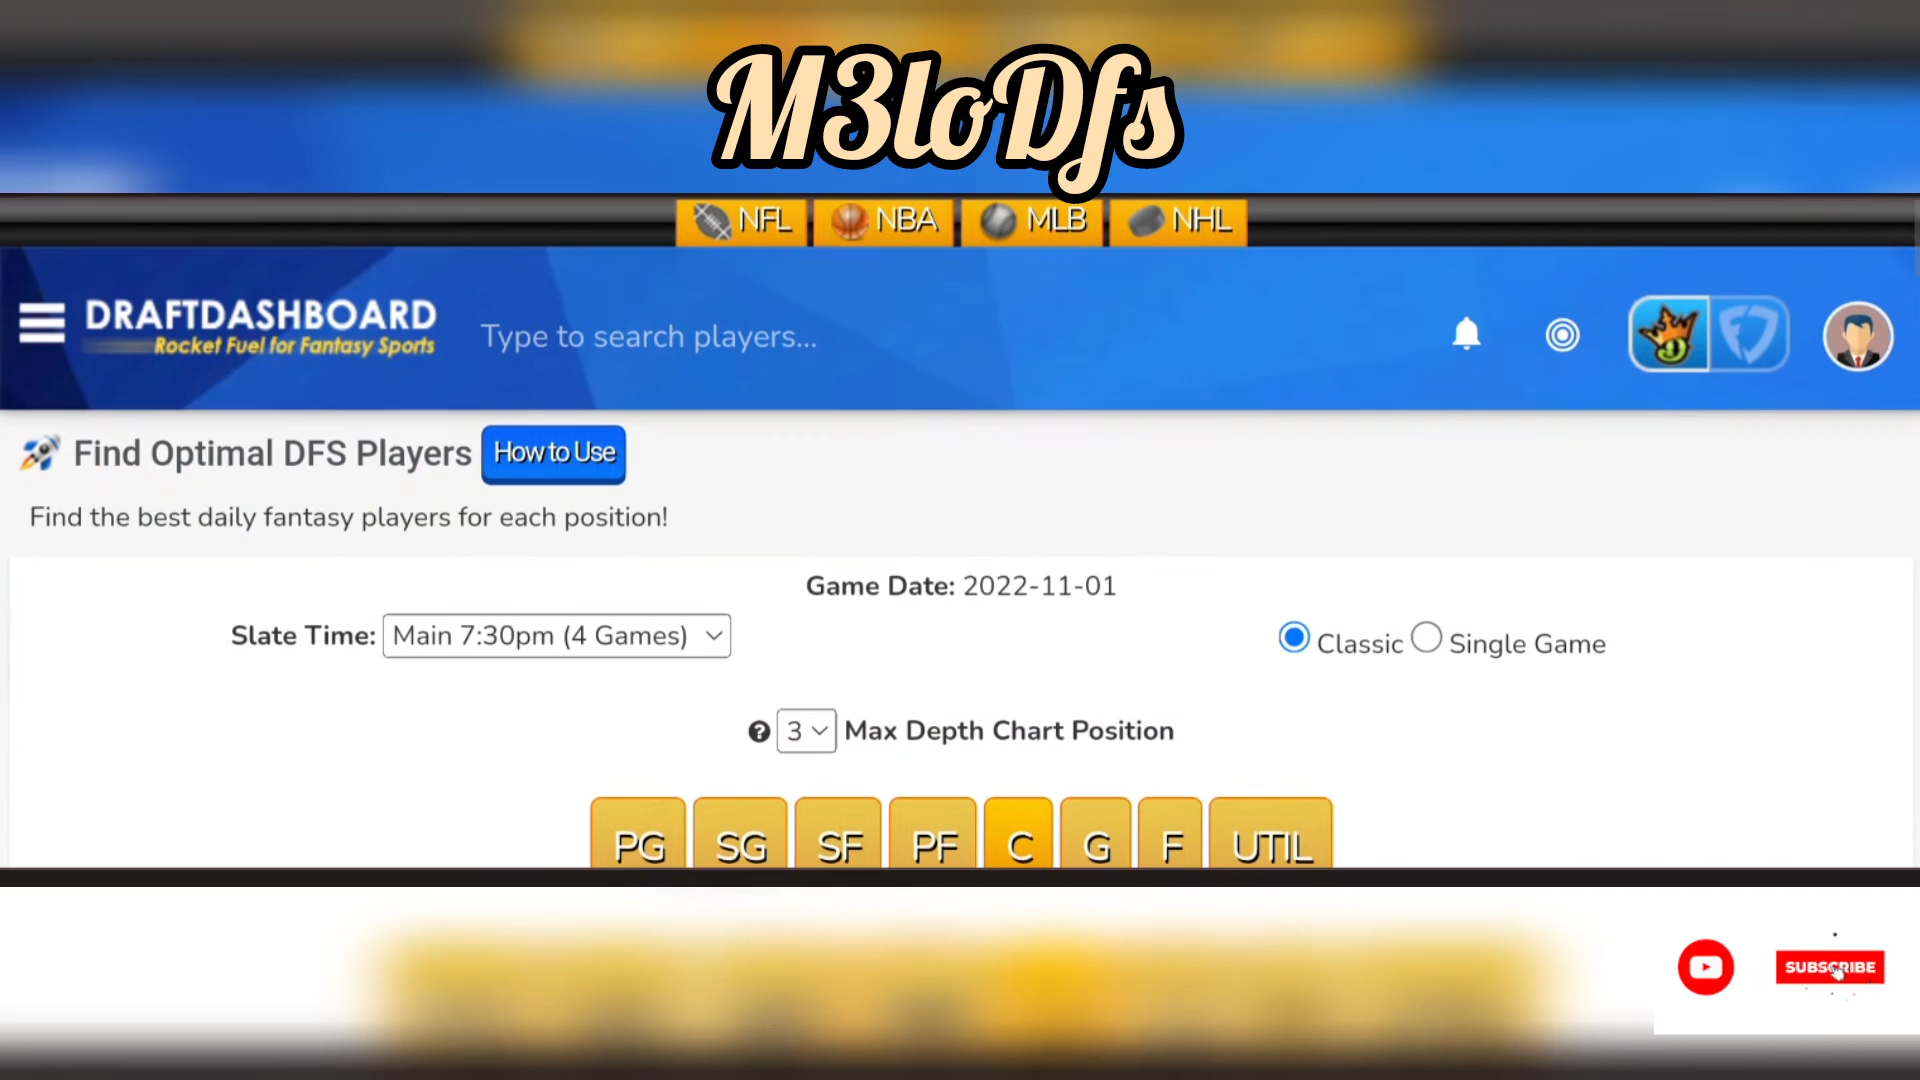 M3loDfs
NFL NBA MLB NHL
DRAFTDASHBOARD
Rocket Fuel for Fantasy Sports
Type to search players...
Find Optimal DFS Players How to Use
Find the best daily fantasy players for each position!
Game Date: 2022-11-01
Slate Time: Main 7:30pm (4 Games) Classic Single Game
3 Max Depth Chart Position
PG SG SF PF C G F UTIL
SUBSCRIBE